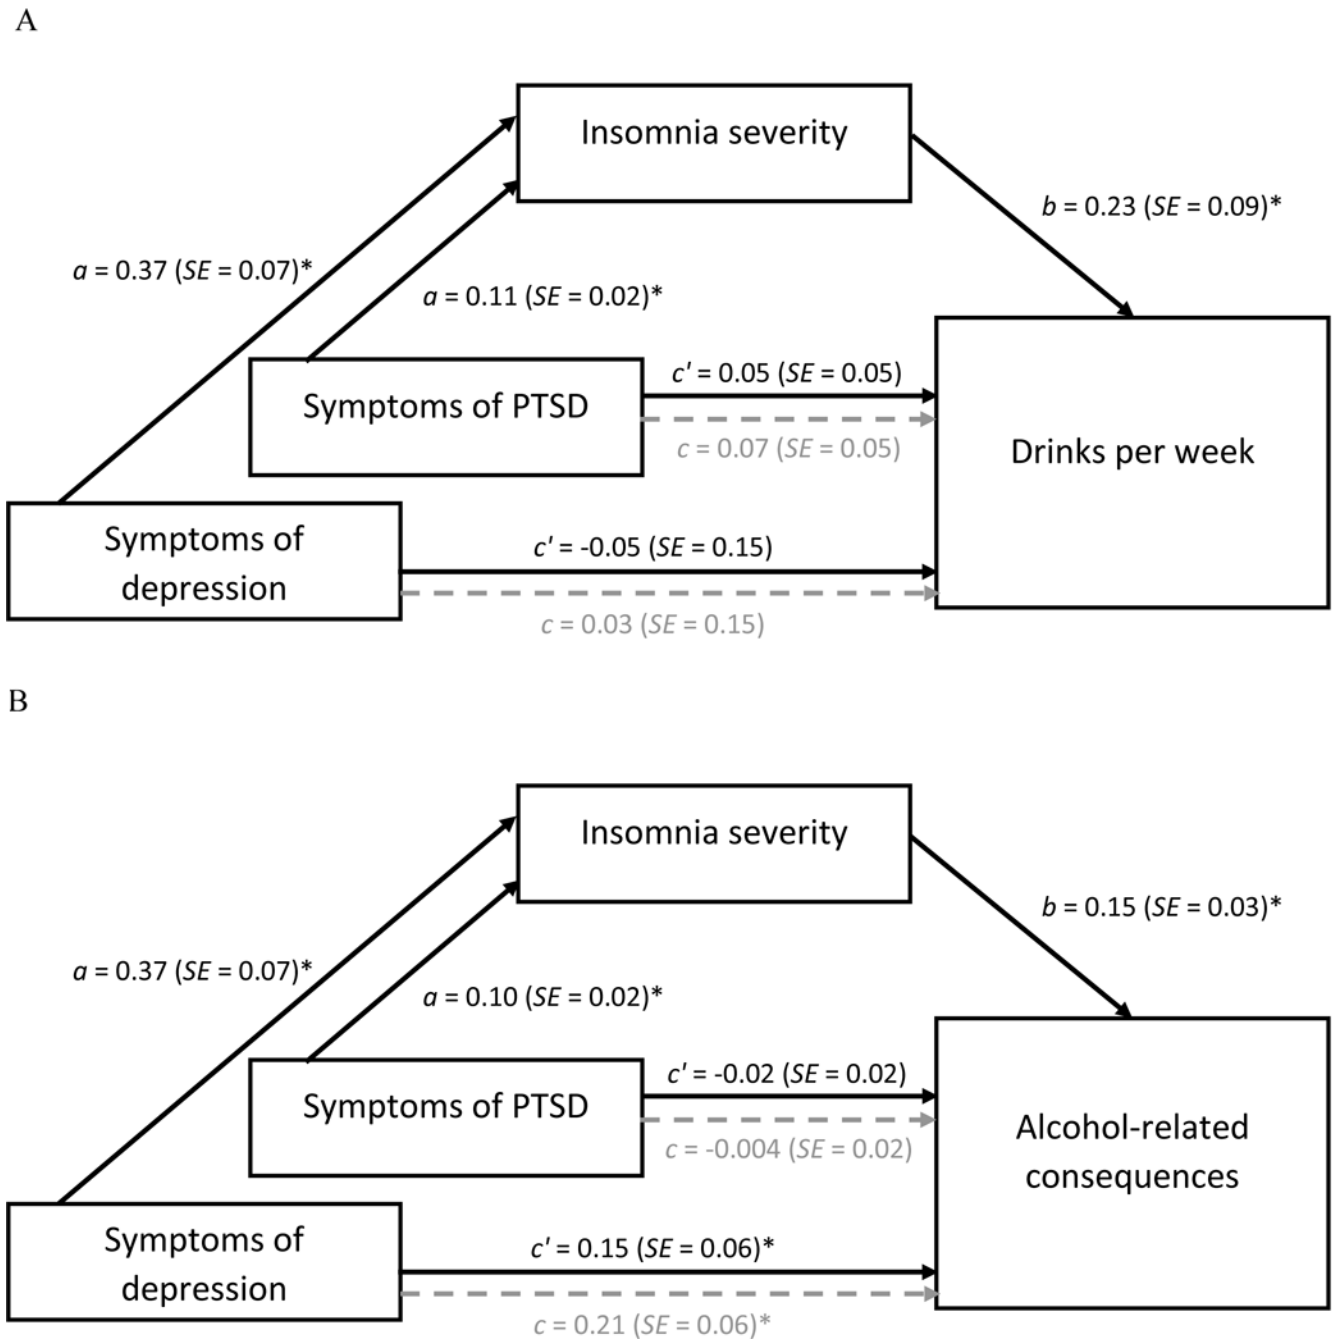 A
Insomnia severity
b = 0.23 (SE = 0.09)*
a = 0.37 (SE = 0.07)*
a = 0.11 (SE = 0.02)*
c' = 0.05 (SE = 0.05)
Symptoms of PTSD
c = 0.07 (SE = 0.05)
Drinks per week
Symptoms of
depression
c' = -0.05 (SE = 0.15)
c = 0.03 (SE = 0.15)
B
Insomnia severity
b = 0.15 (SE = 0.03)*
a = 0.37 (SE = 0.07)*
a = 0.10 (SE = 0.02)*
c' = -0.02 (SE = 0.02)
Symptoms of PTSD
c = -0.004 (SE = 0.02)
Alcohol-related
consequences
Symptoms of
depression
c' = 0.15 (SE = 0.06)*
c = 0.21 (SE = 0.06)*